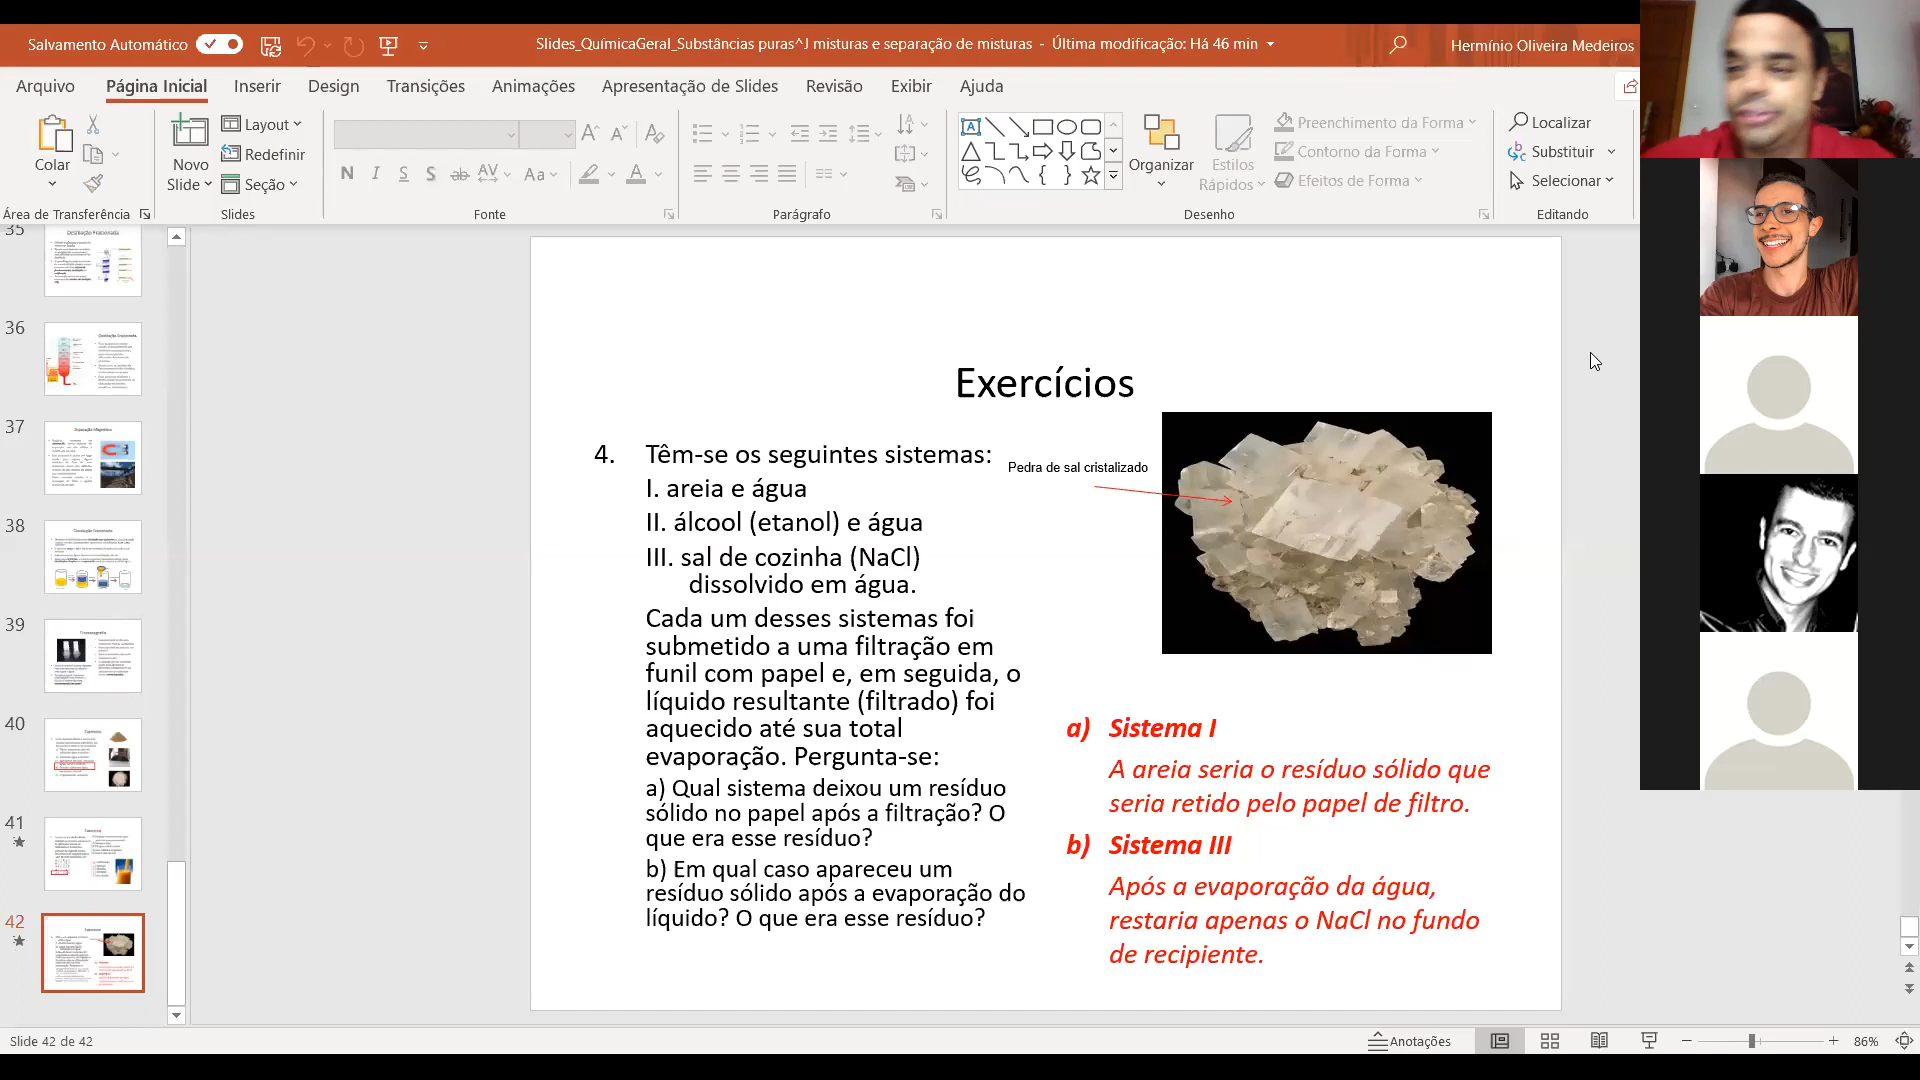 Salvamento Automático
Slides_QuímicaGeral_Substâncias puras^J misturas e separação de misturas - Última modificação: Há 46 min
Hermínio Oliveira Medeiros
Arquivo
Página Inicial
Inserir
Design
Transições
Animações
Apresentação de Slides
Revisão
Exibir
Ajuda
Colar
Novo Slide
Layout
Redefinir
Seção
Organizar
Estilos Rápidos
Preenchimento da Forma
Contorno da Forma
Efeitos de Forma
Localizar
Substituir
Selecionar
Área de Transferência
Slides
Fonte
Parágrafo
Desenho
Editando
35
36
37
38
39
40
41
42
Exercícios
4. Têm-se os seguintes sistemas:
I. areia e água
II. álcool (etanol) e água
III. sal de cozinha (NaCl)
dissolvido em água.
Cada um desses sistemas foi
submetido a uma filtração em
funil com papel e, em seguida, o
líquido resultante (filtrado) foi
aquecido até sua total
evaporação. Pergunta-se:
a) Qual sistema deixou um resíduo
sólido no papel após a filtração? O
que era esse resíduo?
b) Em qual caso apareceu um
resíduo sólido após a evaporação do
líquido? O que era esse resíduo?
Pedra de sal cristalizado
a) Sistema I
A areia seria o resíduo sólido que
seria retido pelo papel de filtro.
b) Sistema III
Após a evaporação da água,
restaria apenas o NaCl no fundo
de recipiente.
Slide 42 de 42
Anotações
86%